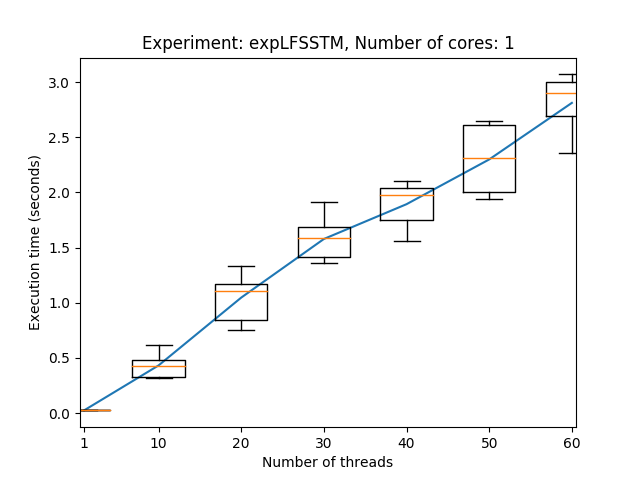 Experiment: expLFSSTM, Number of cores: 1
Execution time (seconds)
3.0
2.5
2.0
1.5
1.0
0.5
0.0
1 10 20 30 40 50 60
Number of threads